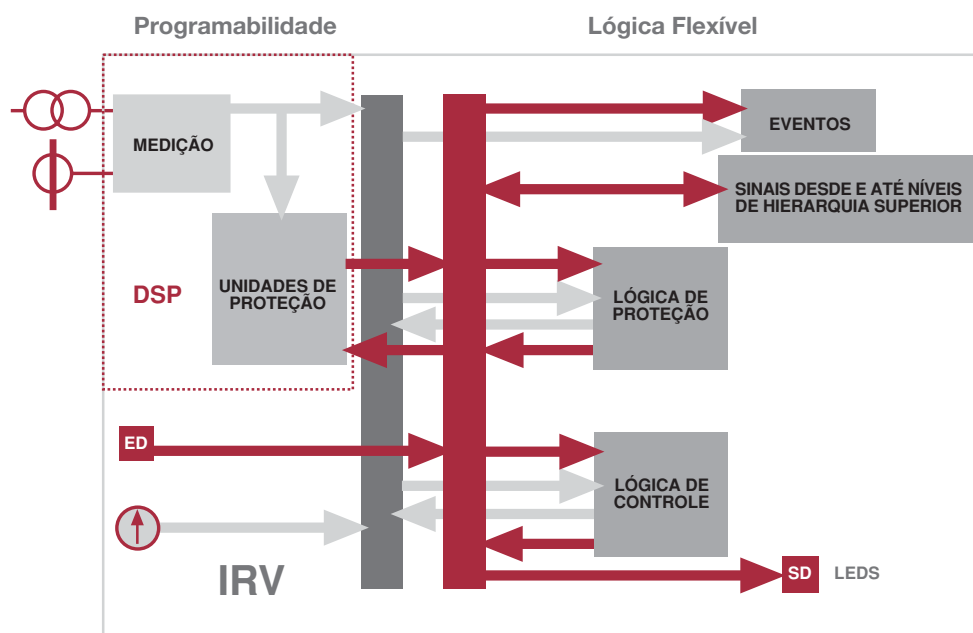 Programabilidade
Lógica Flexível
MEDIÇÃO
EVENTOS
SINAIS DESDE E ATÉ NÍVEIS
DE HIERARQUIA SUPERIOR
DSP
UNIDADES DE
PROTEÇÃO
LÓGICA DE
PROTEÇÃO
ED
LÓGICA DE
CONTROLE
IRV
SD
LEDS